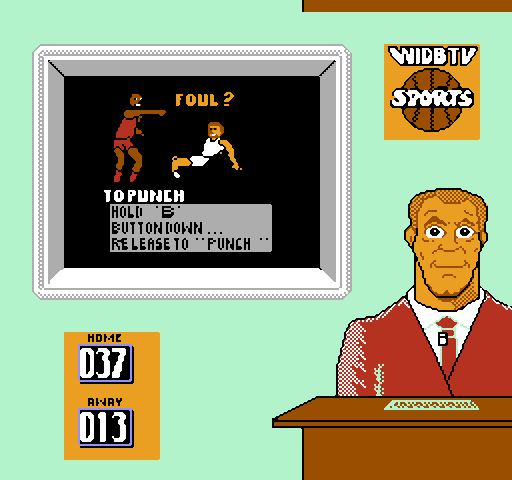 WIDBTV
SPORTS
FOUL?
TO PUNCH
HOLD "B"
BUTTON DOWN...
RELEASE TO "PUNCH"
B
HOME
037
AWAY
013